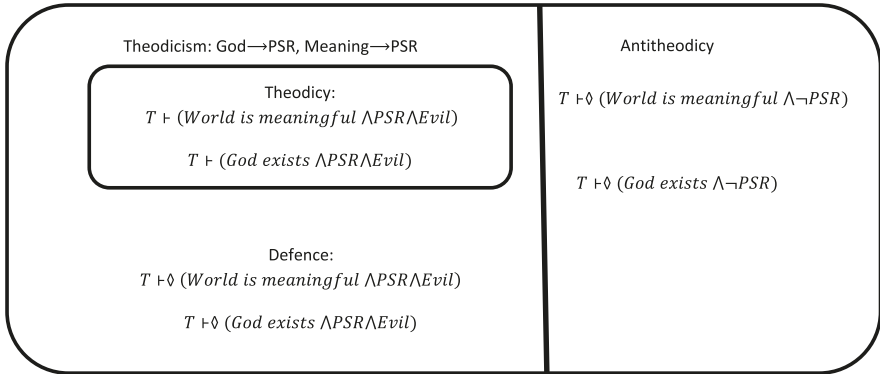 Theodicism: God→PSR, Meaning→PSR
Theodicy:
T ⊢ (World is meaningful ⋀PSR⋀Evil)
T ⊢ (God exists ⋀PSR⋀Evil)
Defence:
T ⊢◊ (World is meaningful ⋀PSR⋀Evil)
T ⊢◊ (God exists ⋀PSR⋀Evil)
Antitheodicy
T ⊢◊ (World is meaningful ⋀¬PSR)
T ⊢◊ (God exists ⋀¬PSR)